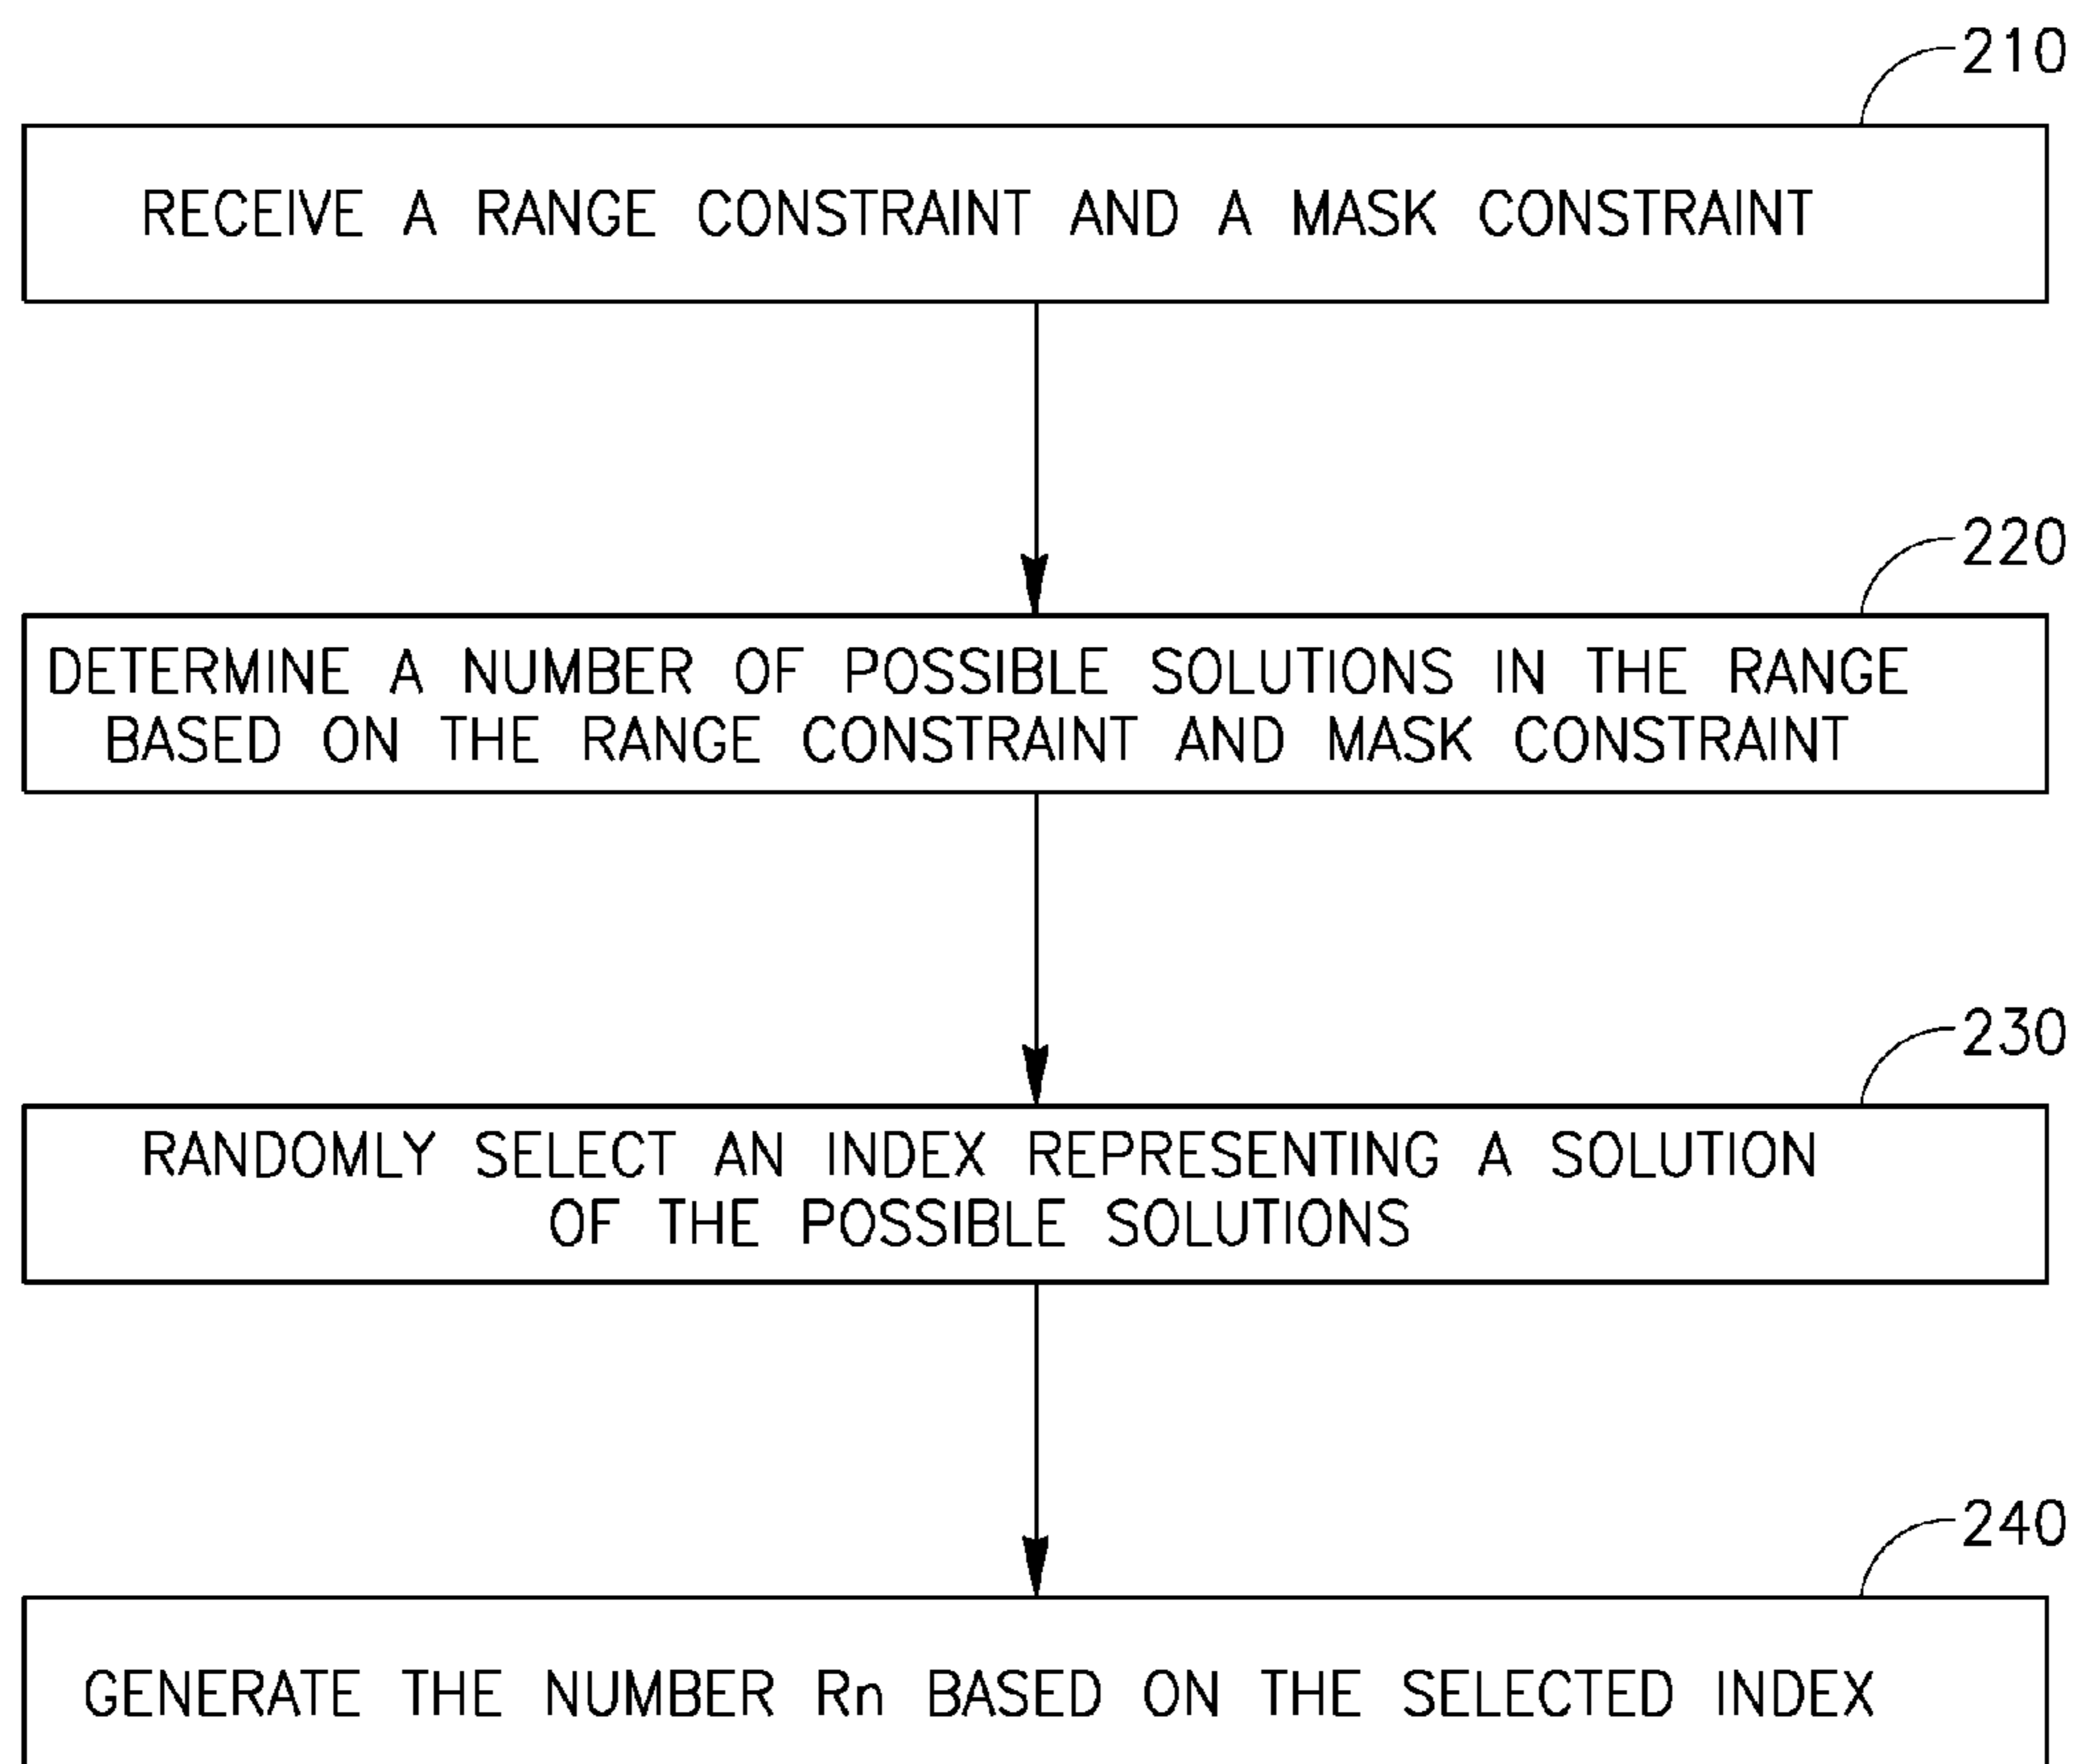 210
RECEIVE A RANGE CONSTRAINT AND A MASK CONSTRAINT
220
DETERMINE A NUMBER OF POSSIBLE SOLUTIONS IN THE RANGE
BASED ON THE RANGE CONSTRAINT AND MASK CONSTRAINT
230
RANDOMLY SELECT AN INDEX REPRESENTING A SOLUTION
OF THE POSSIBLE SOLUTIONS
240
GENERATE THE NUMBER Rn BASED ON THE SELECTED INDEX